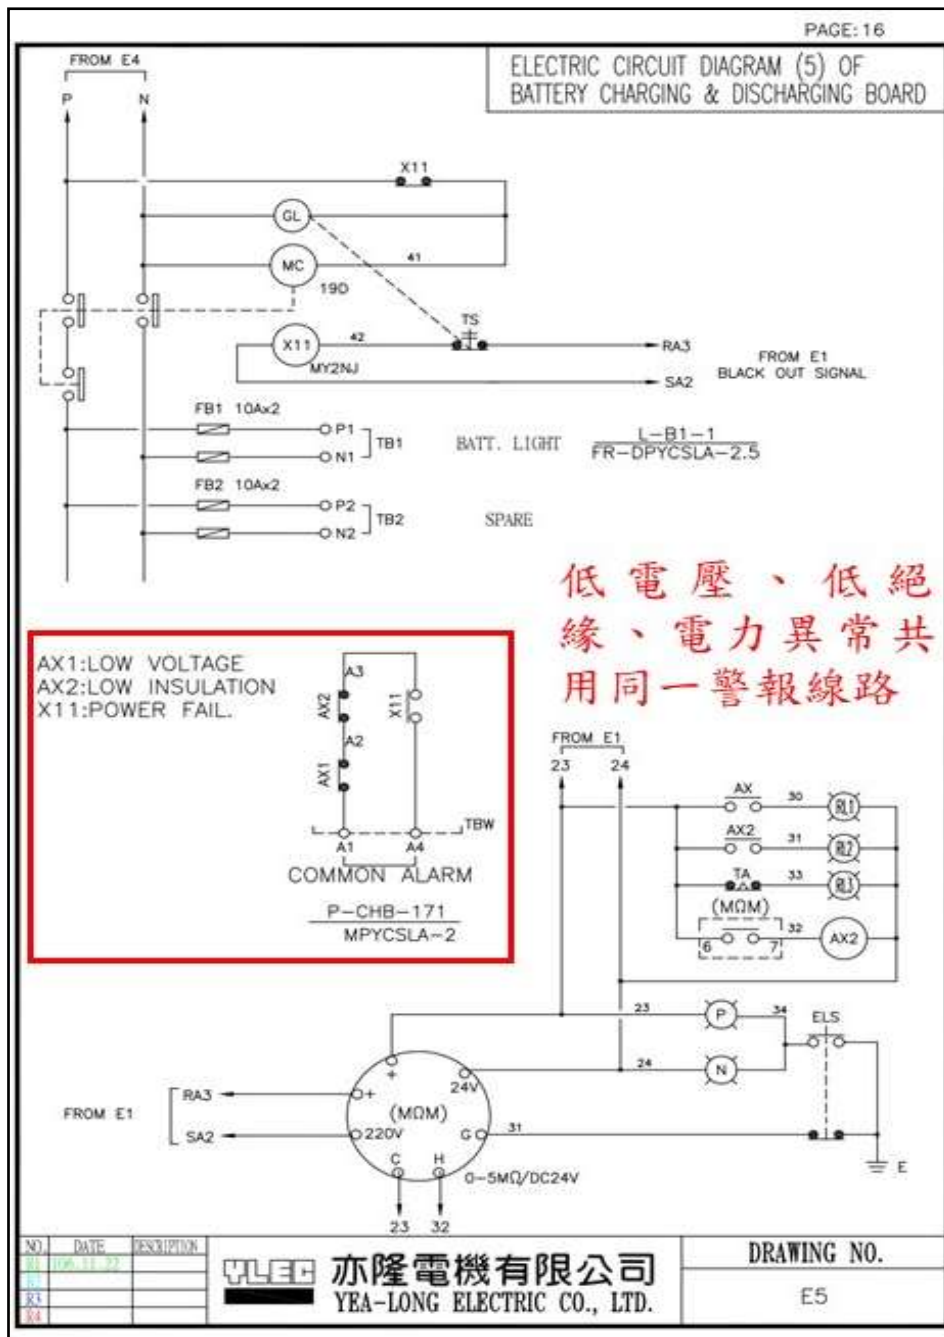 PAGE: 16
ELECTRIC CIRCUIT DIAGRAM (5) OF
BATTERY CHARGING & DISCHARGING BOARD
FROM E4
P N
X11
GL
MC 41
19D
TS
X11 42
RA3
MY2NJ
FROM E1
BLACK OUT SIGNAL
SA2
FB1 10Ax2
P1
TB1
N1
BATT. LIGHT
L-B1-1
FR-DPYCSLA-2.5
FB2 10Ax2
P2
TB2
N2
SPARE
低電壓、低絕
緣、電力異常共
用同一警報線路
AX1:LOW VOLTAGE
AX2:LOW INSULATION
X11:POWER FAIL.
A3
AX2
X11
A2
AX1
TBW
A1 A4
COMMON ALARM
P-CHB-171
MPYCSLA-2
FROM E1
23 24
AX 30 RL1
AX2 31 RL2
TA 33 RL3
(MΩM)
6 7 32 AX2
23 P 34 ELS
24 N
+ 24V
RA3 +
FROM E1
(MΩM)
SA2 220V G 31
E
C H
0-5MΩ/DC24V
23 32
NO. DATE DESCRIPTION
R1 106.11.22
R3
R4
YLEC
亦隆電機有限公司
YEA-LONG ELECTRIC CO., LTD.
DRAWING NO.
E5